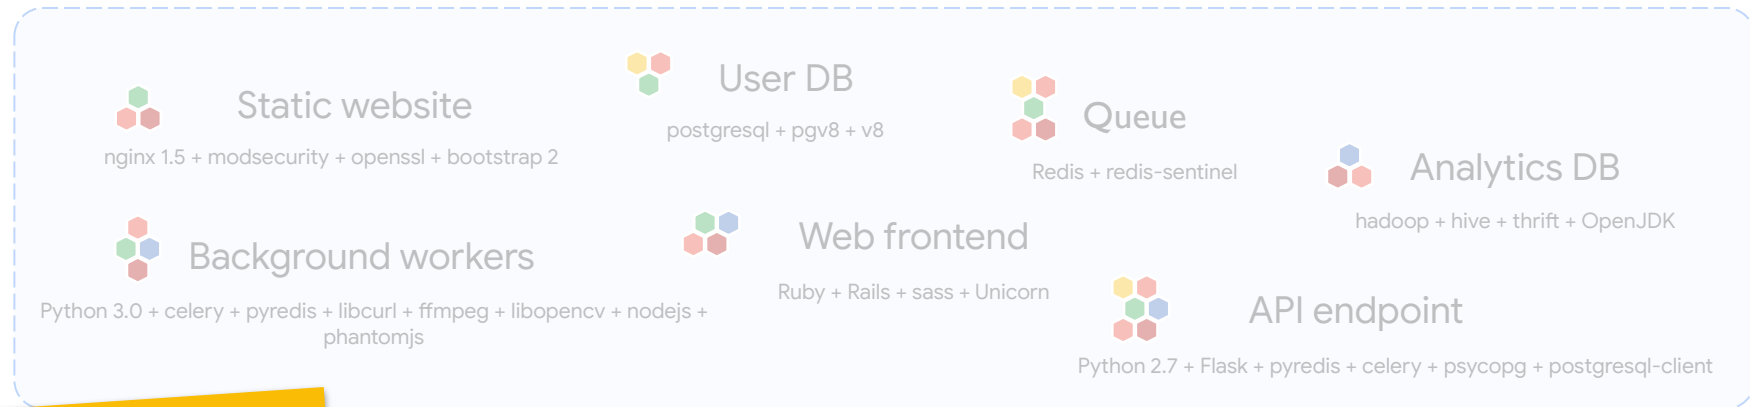 Static website
nginx 1.5 + modsecurity + openssl + bootstrap 2
User DB
postgresql + pgv8 + v8
Queue
Redis + redis-sentinel
Analytics DB
hadoop + hive + thrift + OpenJDK
Background workers
Python 3.0 + celery + pyredis + libcurl + ffmpeg + libopencv + nodejs +
phantomjs
Web frontend
Ruby + Rails + sass + Unicorn
API endpoint
Python 2.7 + Flask + pyredis + celery + psycopg + postgresql-client